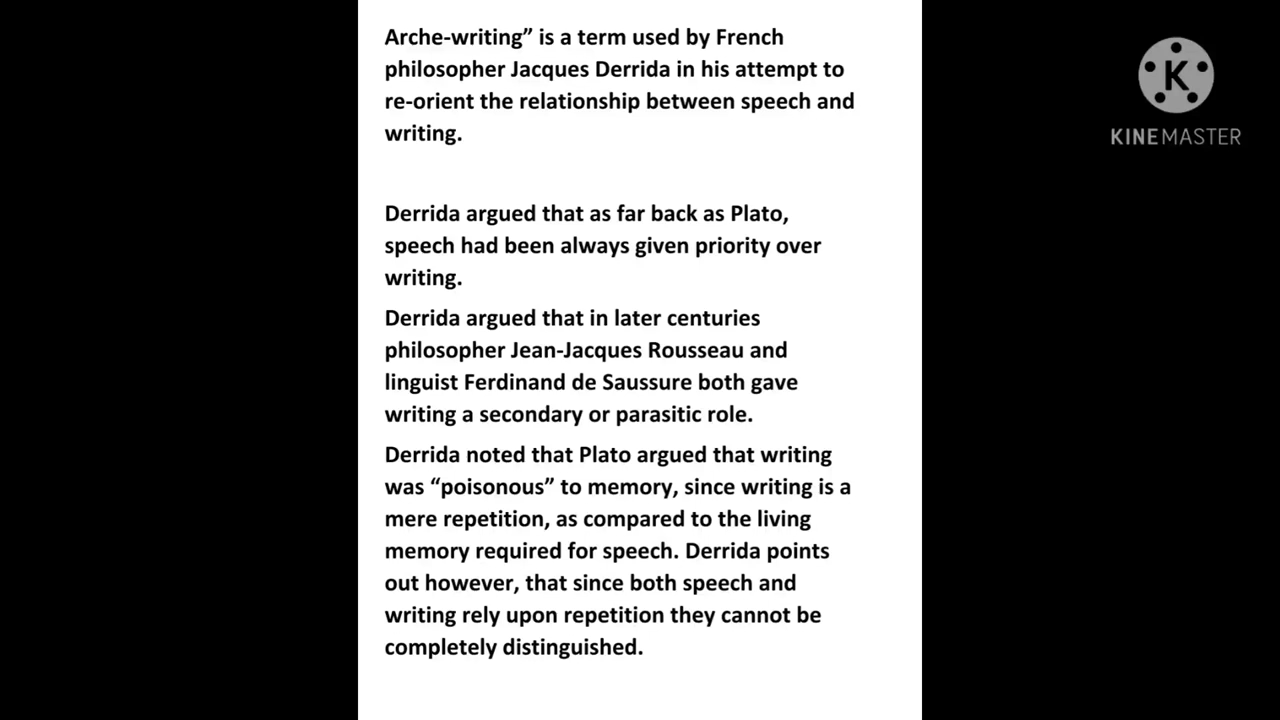 Arche-writing” is a term used by French
philosopher Jacques Derrida in his attempt to
re-orient the relationship between speech and
writing.
Derrida argued that as far back as Plato,
speech had been always given priority over
writing.
Derrida argued that in later centuries
philosopher Jean-Jacques Rousseau and
linguist Ferdinand de Saussure both gave
writing a secondary or parasitic role.
Derrida noted that Plato argued that writing
was “poisonous” to memory, since writing is a
mere repetition, as compared to the living
memory required for speech. Derrida points
out however, that since both speech and
writing rely upon repetition they cannot be
completely distinguished.
K
KINEMASTER